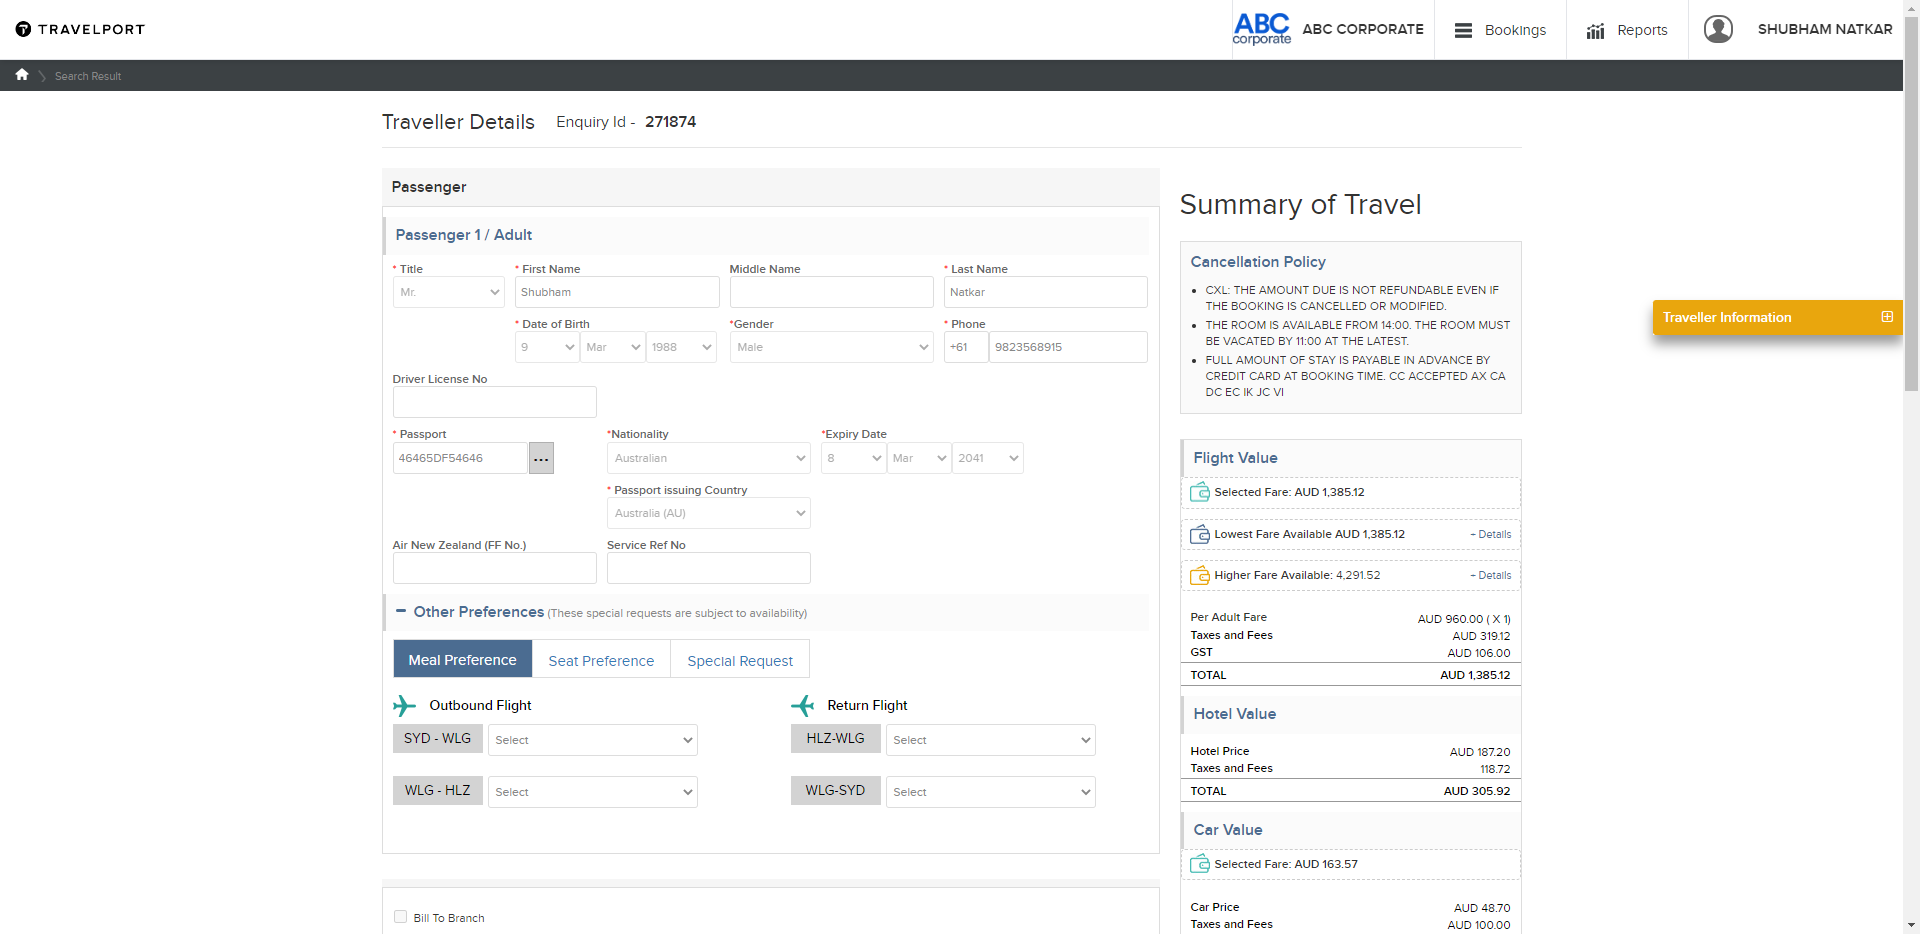 TRAVELPORT
ABC
corporate
ABC CORPORATE
Bookings
Reports
SHUBHAM NATKAR
Search Result
Traveller Details
Enquiry Id - 271874
Passenger
Passenger 1 / Adult
* Title
* First Name
Middle Name
* Last Name
Mr.
Shubham
Natkar
* Date of Birth
*Gender
* Phone
9
Mar
1988
Male
+61
9823568915
Driver License No
* Passport
*Nationality
*Expiry Date
46465DF54646
...
Australian
8
Mar
2041
* Passport issuing Country
Australia (AU)
Air New Zealand (FF No.)
Service Ref No
Other Preferences (These special requests are subject to availability)
Meal Preference
Seat Preference
Special Request
Outbound Flight
Return Flight
SYD - WLG
Select
HLZ-WLG
Select
WLG - HLZ
Select
WLG-SYD
Select
Bill To Branch
Summary of Travel
Cancellation Policy
• CXL: THE AMOUNT DUE IS NOT REFUNDABLE EVEN IF
THE BOOKING IS CANCELLED OR MODIFIED.
• THE ROOM IS AVAILABLE FROM 14:00. THE ROOM MUST
BE VACATED BY 11:00 AT THE LATEST.
• FULL AMOUNT OF STAY IS PAYABLE IN ADVANCE BY
CREDIT CARD AT BOOKING TIME. CC ACCEPTED AX CA
DC EC IK JC VI
Flight Value
Selected Fare: AUD 1,385.12
Lowest Fare Available AUD 1,385.12
+ Details
Higher Fare Available: 4,291.52
+ Details
Per Adult Fare
AUD 960.00 ( X 1)
Taxes and Fees
AUD 319.12
GST
AUD 106.00
TOTAL
AUD 1,385.12
Hotel Value
Hotel Price
AUD 187.20
Taxes and Fees
118.72
TOTAL
AUD 305.92
Car Value
Selected Fare: AUD 163.57
Car Price
AUD 48.70
Taxes and Fees
AUD 100.00
Traveller Information